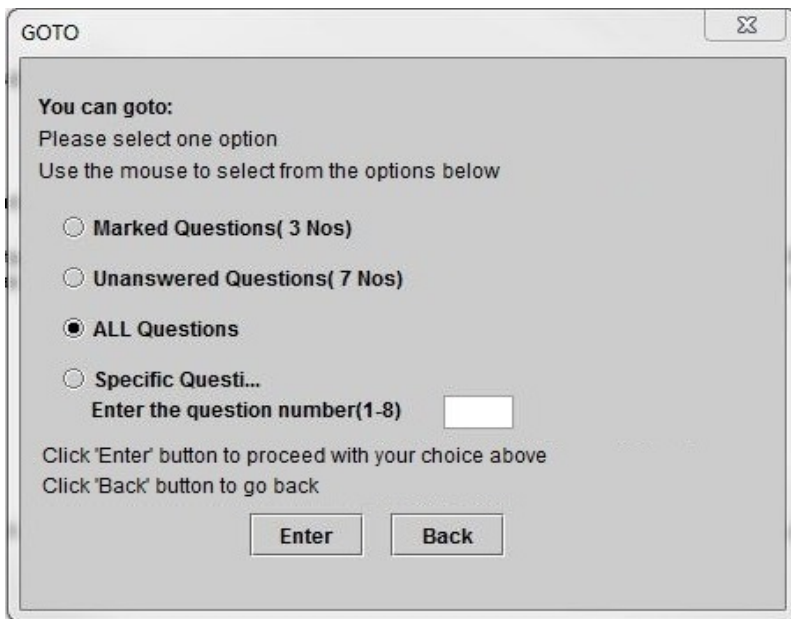 GOTO
You can goto:
Please select one option
Use the mouse to select from the options below
Marked Questions( 3 Nos)
Unanswered Questions( 7 Nos)
ALL Questions
Specific Questi...
Enter the question number(1-8)
Click 'Enter' button to proceed with your choice above
Click 'Back' button to go back
Enter Back